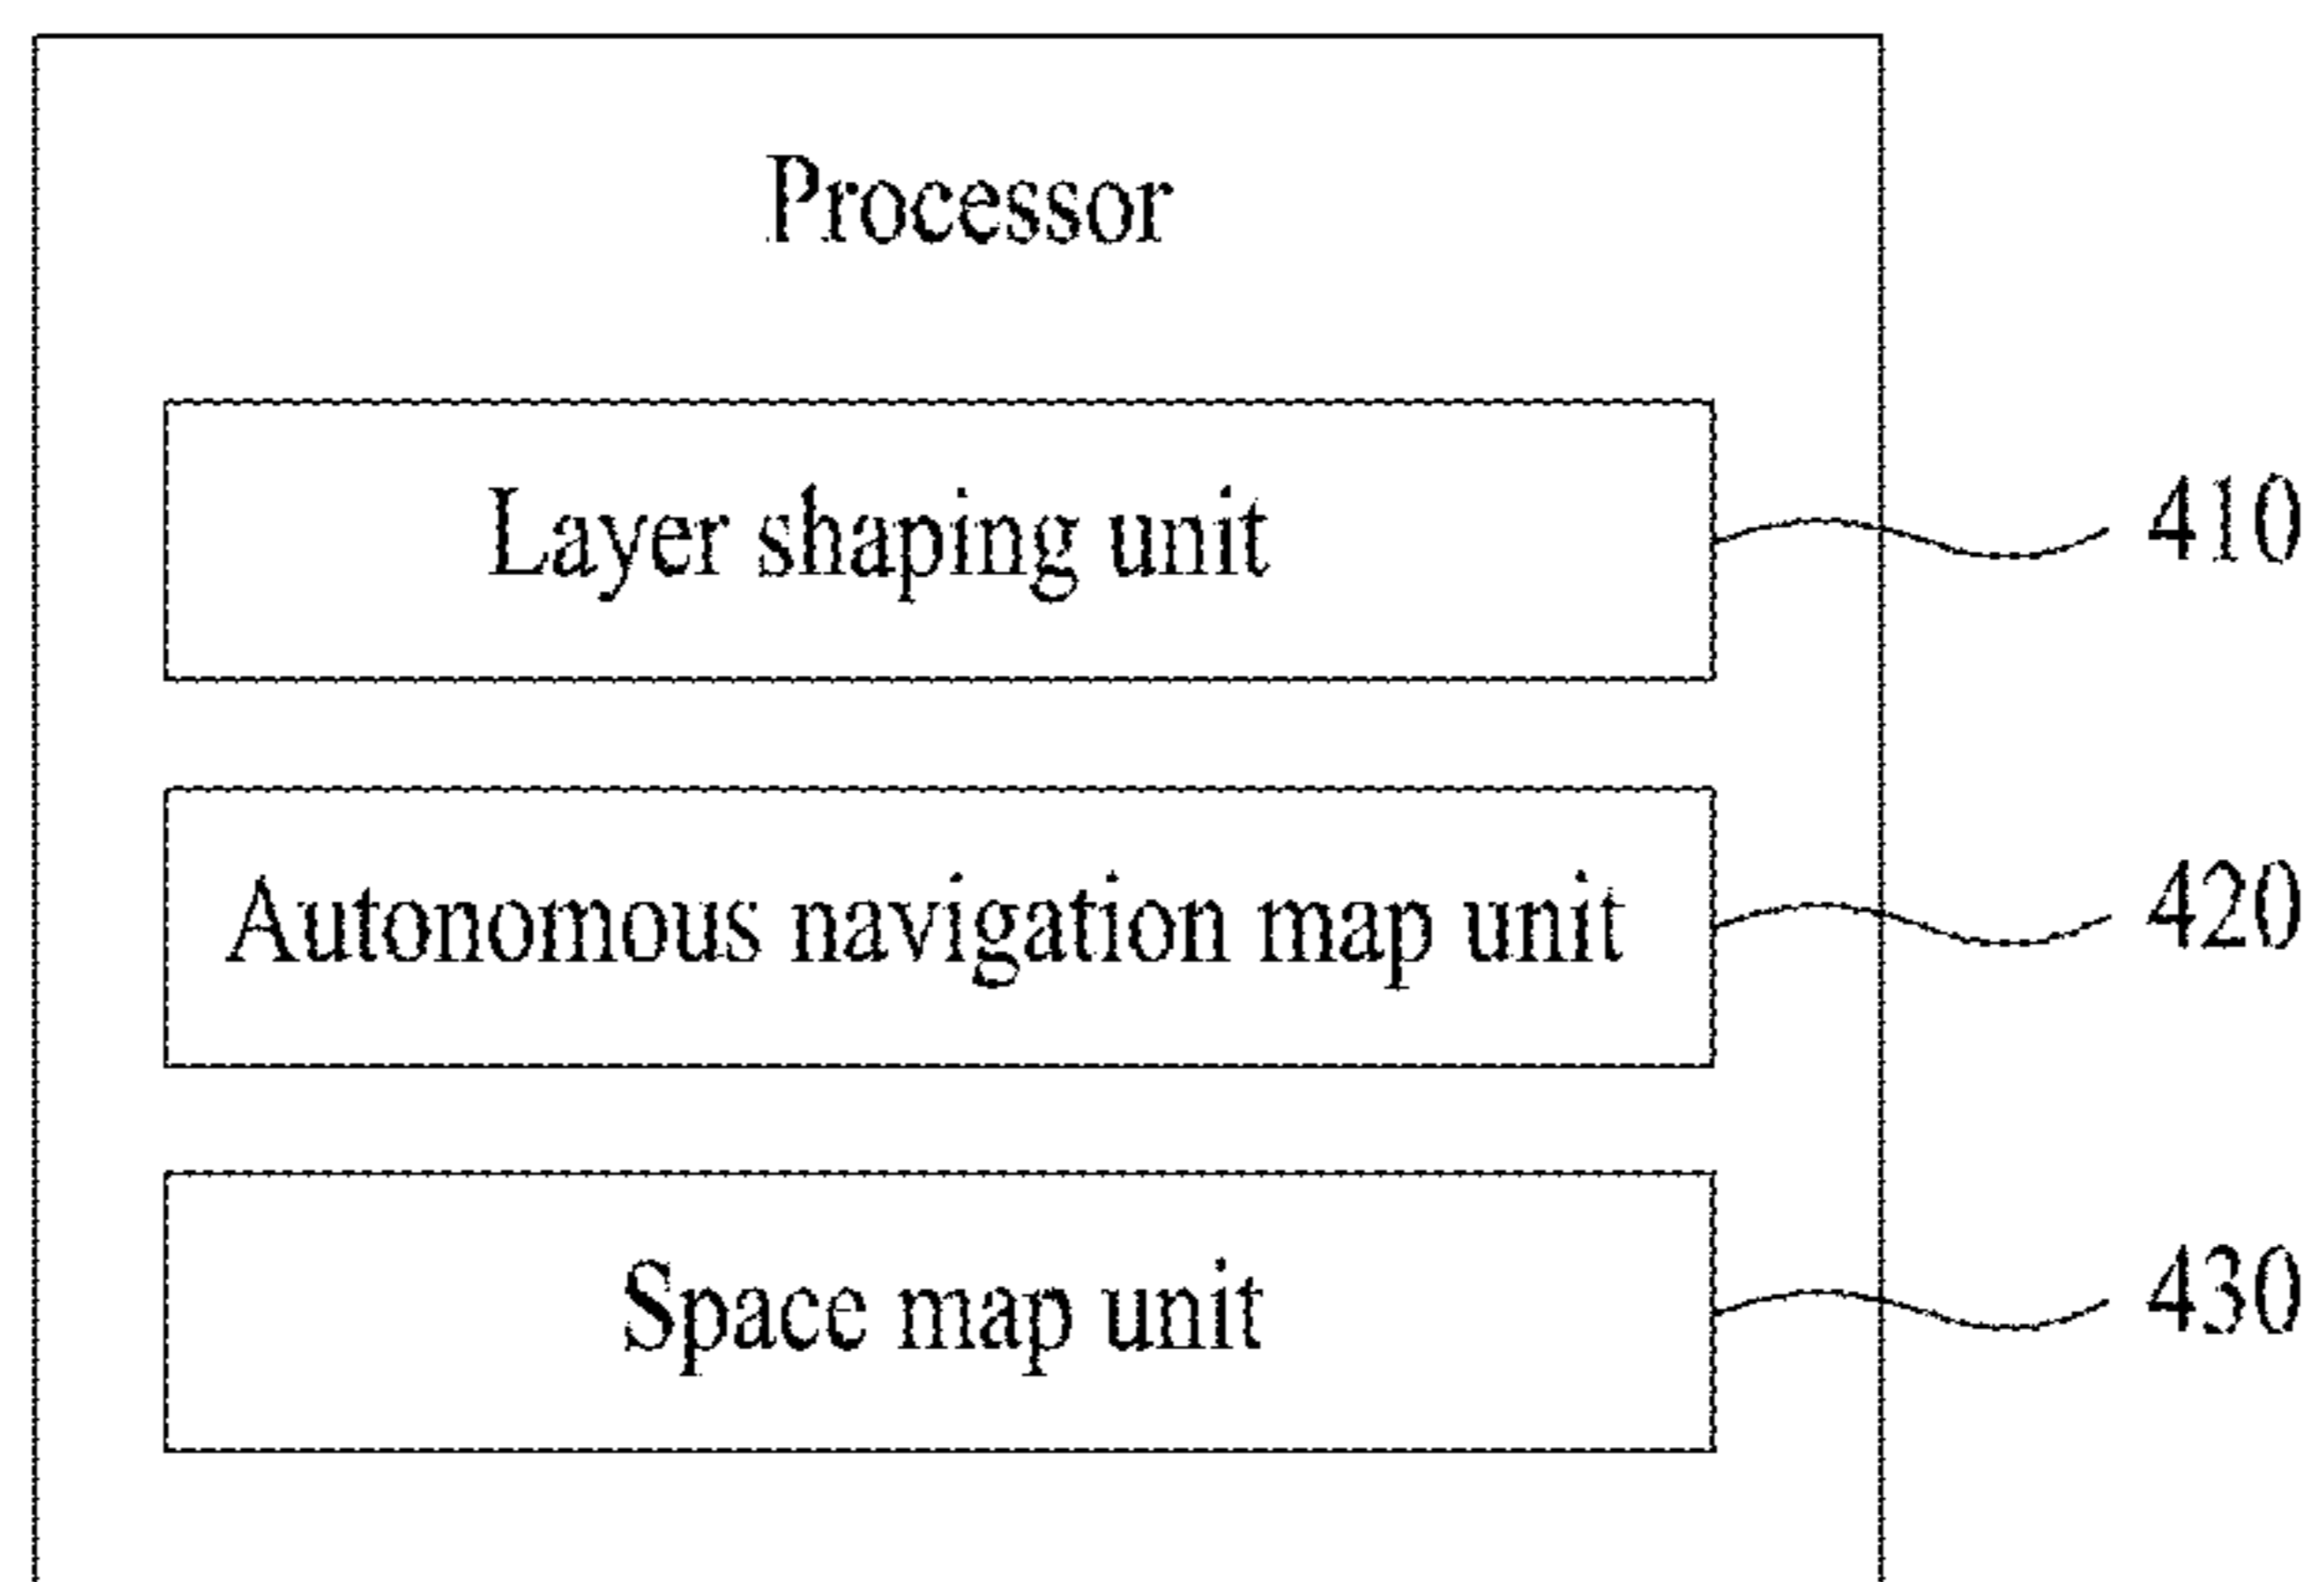 Processor
Layer shaping unit 410
Autonomous navigation map unit 420
Space map unit 430